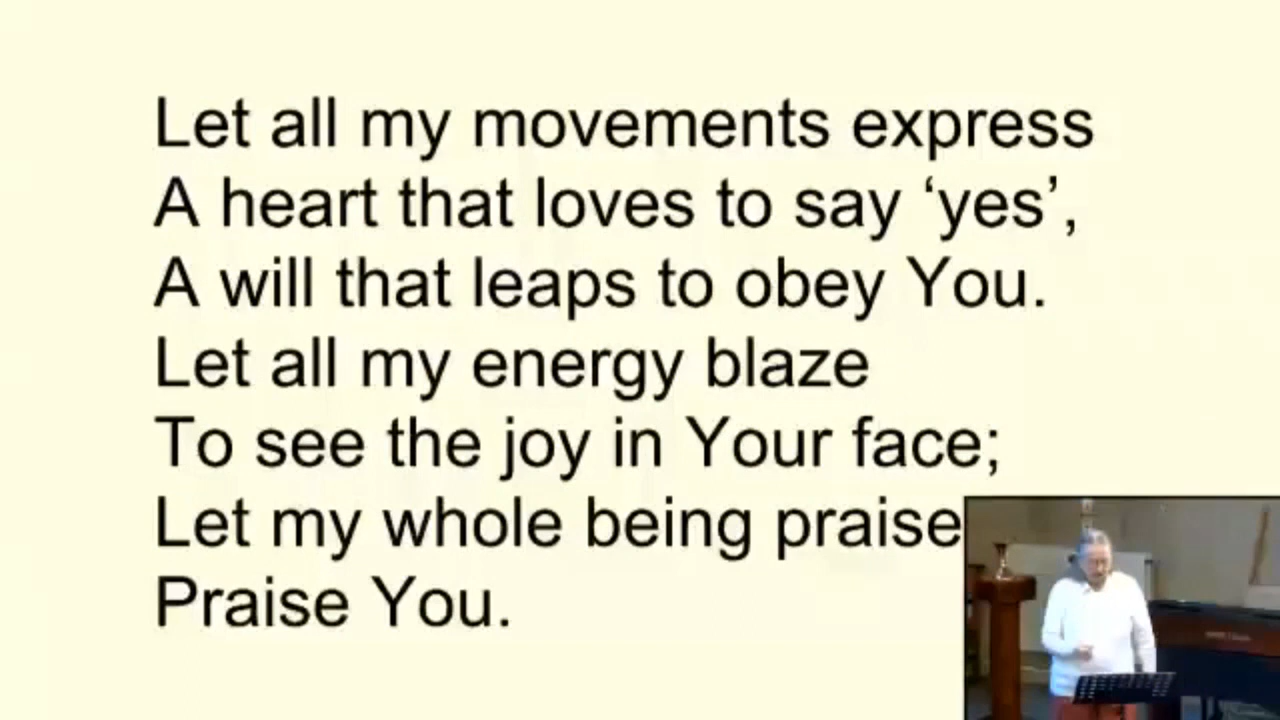 Let all my movements express
A heart that loves to say ‘yes’,
A will that leaps to obey You.
Let all my energy blaze
To see the joy in Your face;
Let my whole being praise
Praise You.